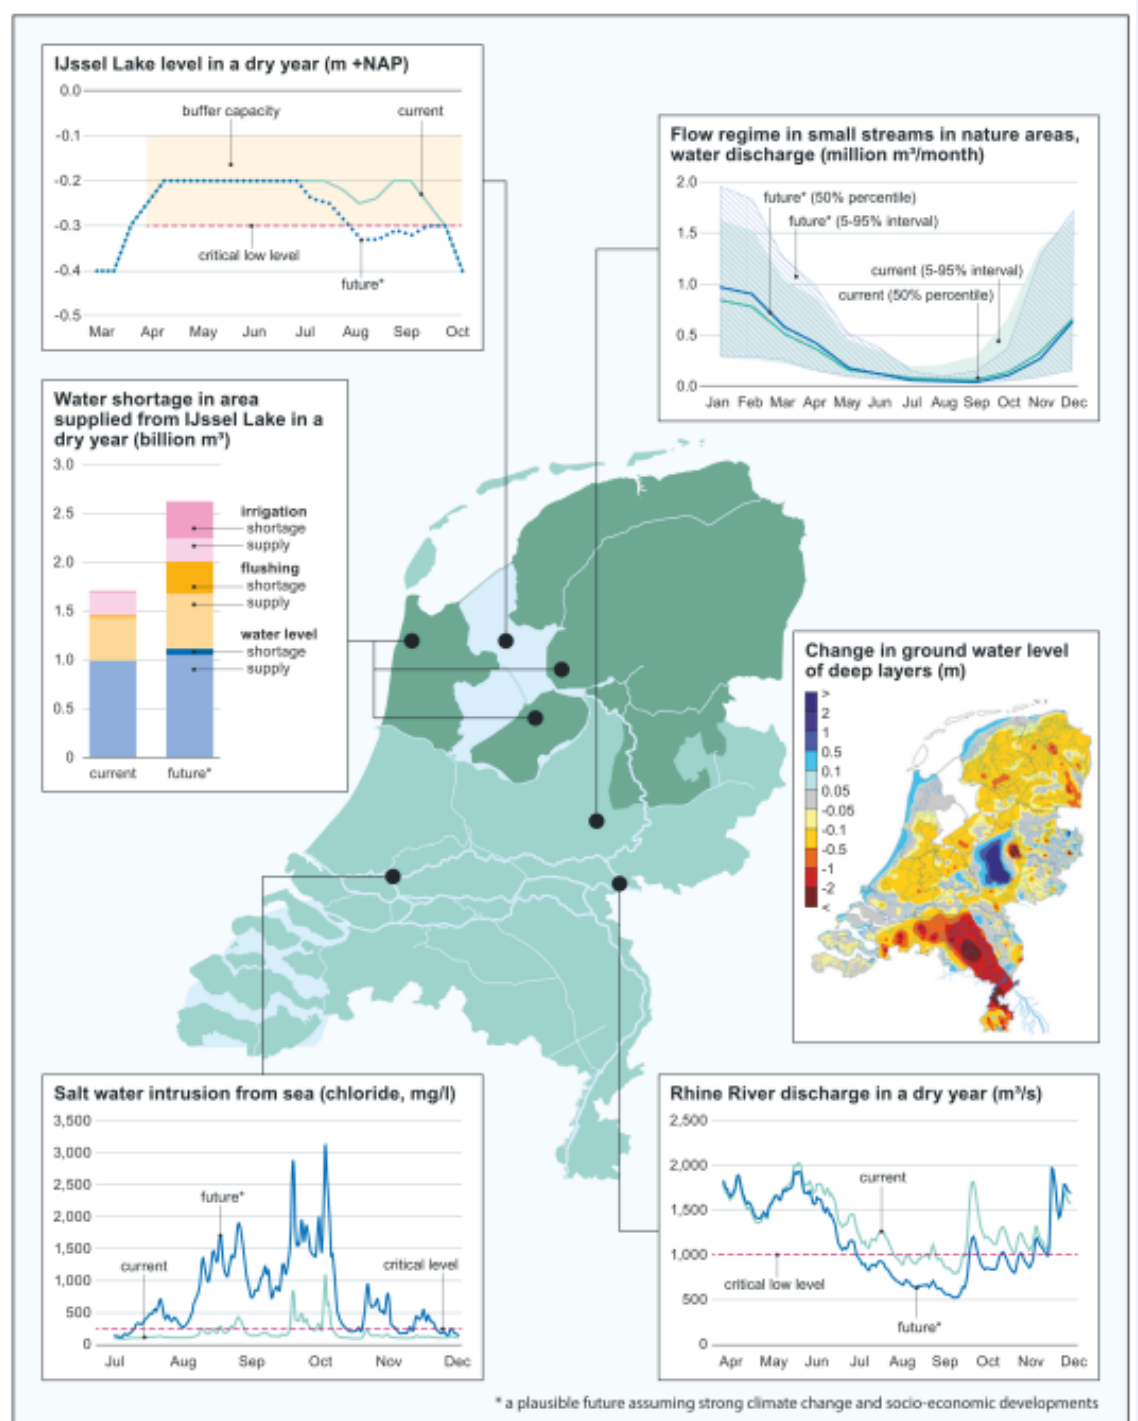 IJssel Lake level in a dry year (m +NAP)
0.0
buffer capacity
current
-0.1
-0.2
-0.3
critical low level
-0.4
future*
-0.5
Mar Apr May Jun Jul Aug Sep Oct
Flow regime in small streams in nature areas,
water discharge (million m³/month)
2.0
future* (50% percentile)
future* (5-95% interval)
1.5
current (5-95% interval)
1.0
current (50% percentile)
0.5
0.0
Jan Feb Mar Apr May Jun Jul Aug Sep Oct Nov Dec
Water shortage in area
supplied from IJssel Lake in a
dry year (billion m³)
3.0
2.5
irrigation
shortage
supply
2.0
flushing
shortage
supply
1.5
water level
shortage
1.0
supply
0.5
0
current future*
Change in ground water level
of deep layers (m)
>
2
1
0.5
0.1
0.05
-0.05
-0.1
-0.5
-1
-2
<
Salt water intrusion from sea (chloride, mg/l)
3,500
3,000
2,500
future*
2,000
1,500
current
critical level
1,000
500
0
Jul Aug Sep Oct Nov Dec
Rhine River discharge in a dry year (m³/s)
2,500
2,000
current
1,500
1,000
critical low level
500
future*
0
Apr May Jun Jul Aug Sep Oct Nov Dec
* a plausible future assuming strong climate change and socio-economic developments